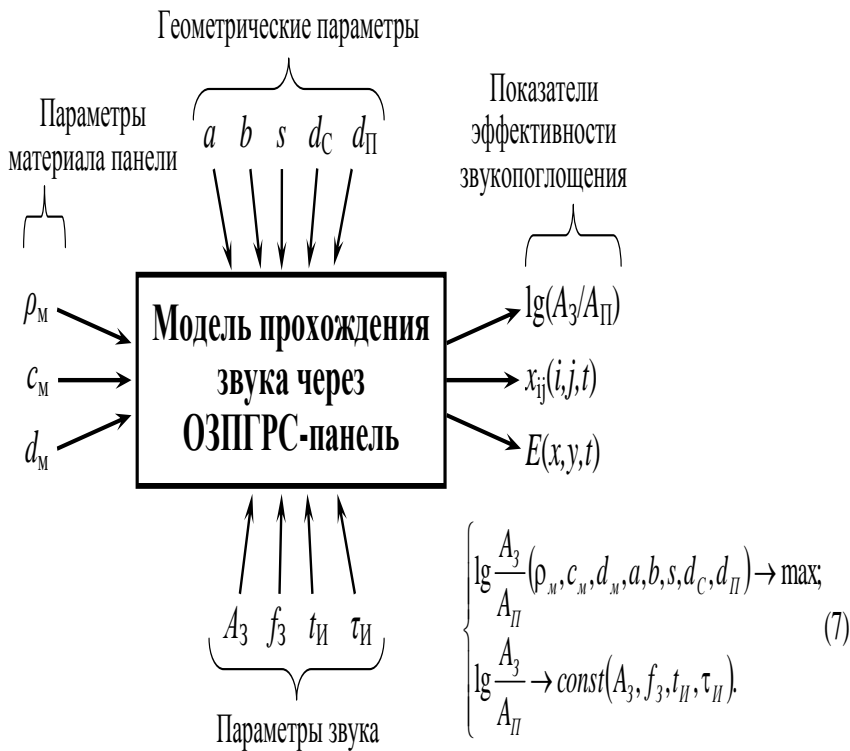 Геометрические параметры
a b s d_С d_П
Параметры
материала панели
ρ_м
c_м
d_м
Модель прохождения
звука через
ОЗПГРС-панель
Показатели
эффективности
звукопоглощения
lg(A_З/A_П)
x_ij(i,j,t)
E(x,y,t)
A_З f_З t_И τ_И
Параметры звука
lg A_З/A_П (ρ_м, c_м, d_м, a, b, s, d_С, d_П) → max;
(7)
lg A_З/A_П → const(A_З, f_З, t_И, τ_И).